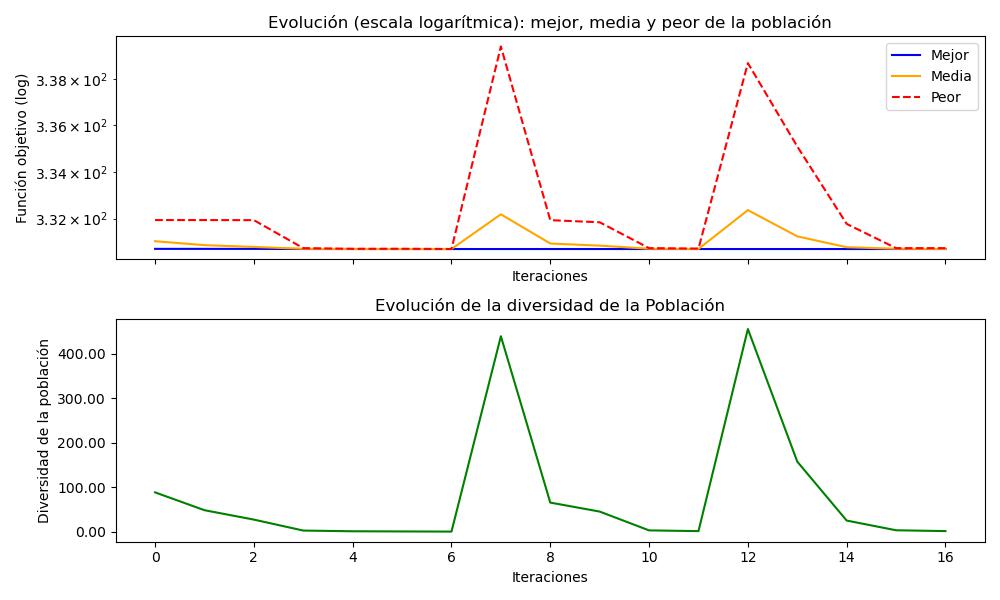 Evolución (escala logarítmica): mejor, media y peor de la población
Función objetivo (log)
3.38 × 10²
3.36 × 10²
3.34 × 10²
3.32 × 10²
Mejor
Media
Peor
Iteraciones
Evolución de la diversidad de la Población
Diversidad de la población
400.00
300.00
200.00
100.00
0.00
0 2 4 6 8 10 12 14 16
Iteraciones